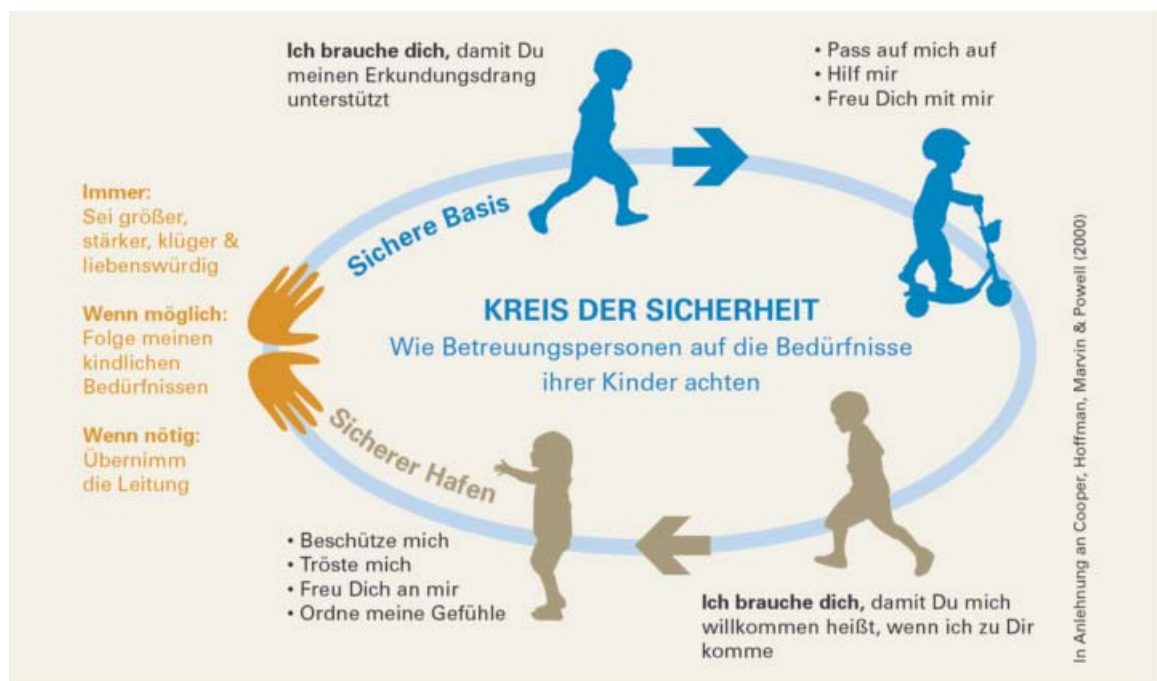 Ich brauche dich, damit Du
meinen Erkundungsdrang
unterstützt
• Pass auf mich auf
• Hilf mir
• Freu Dich mit mir
Immer:
Sei größer,
stärker, klüger &
liebenswürdig
Wenn möglich:
Folge meinen
kindlichen
Bedürfnissen
Wenn nötig:
Übernimm
die Leitung
Sichere Basis
KREIS DER SICHERHEIT
Wie Betreuungspersonen auf die Bedürfnisse
ihrer Kinder achten
Sicherer Hafen
• Beschütze mich
• Tröste mich
• Freu Dich an mir
• Ordne meine Gefühle
Ich brauche dich, damit Du mich
willkommen heißt, wenn ich zu Dir
komme
In Anlehnung an Cooper, Hoffman, Marvin & Powell (2000)